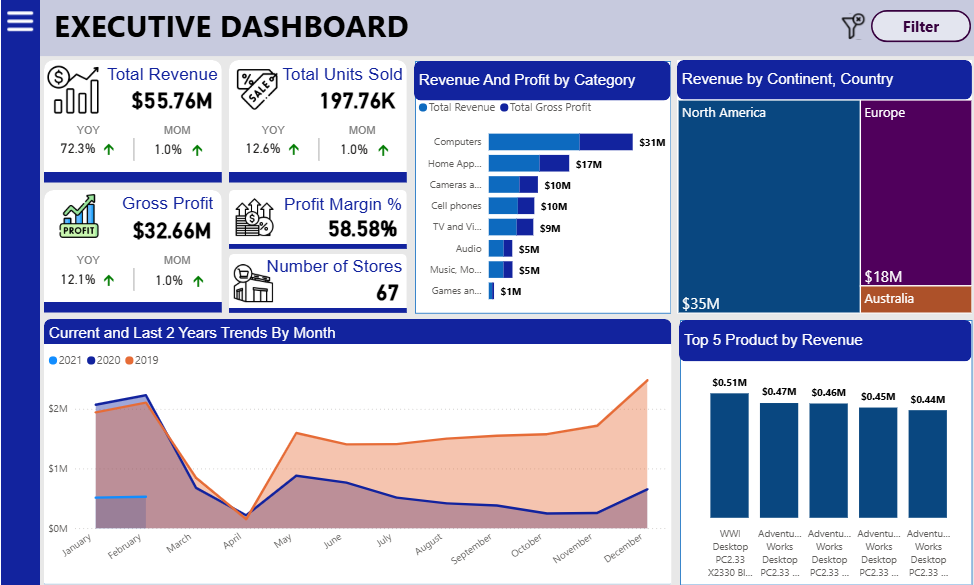 EXECUTIVE DASHBOARD
Filter
Total Revenue
$55.76M
YOY
MOM
72.3%
1.0%
SALE
Total Units Sold
197.76K
YOY
MOM
12.6%
1.0%
PROFIT
Gross Profit
$32.66M
YOY
MOM
12.1%
1.0%
Profit Margin %
58.58%
Number of Stores
67
Revenue And Profit by Category
Total Revenue Total Gross Profit
Computers $31M
Home App... $17M
Cameras a... $10M
Cell phones $10M
TV and Vi... $9M
Audio $5M
Music, Mo... $5M
Games an... $1M
Revenue by Continent, Country
North America
$35M
Europe
$18M
Australia
Current and Last 2 Years Trends By Month
2021 2020 2019
$2M
$1M
$0M
January February March April May June July August September October November December
Top 5 Product by Revenue
$0.51M
$0.47M
$0.46M
$0.45M
$0.44M
WWI
Desktop
PC2.33
X2330 Bl...
Adventu...
Works
Desktop
PC2.33 ...
Adventu...
Works
Desktop
PC2.33 ...
Adventu...
Works
Desktop
PC2.33 ...
Adventu...
Works
Desktop
PC2.33 ...